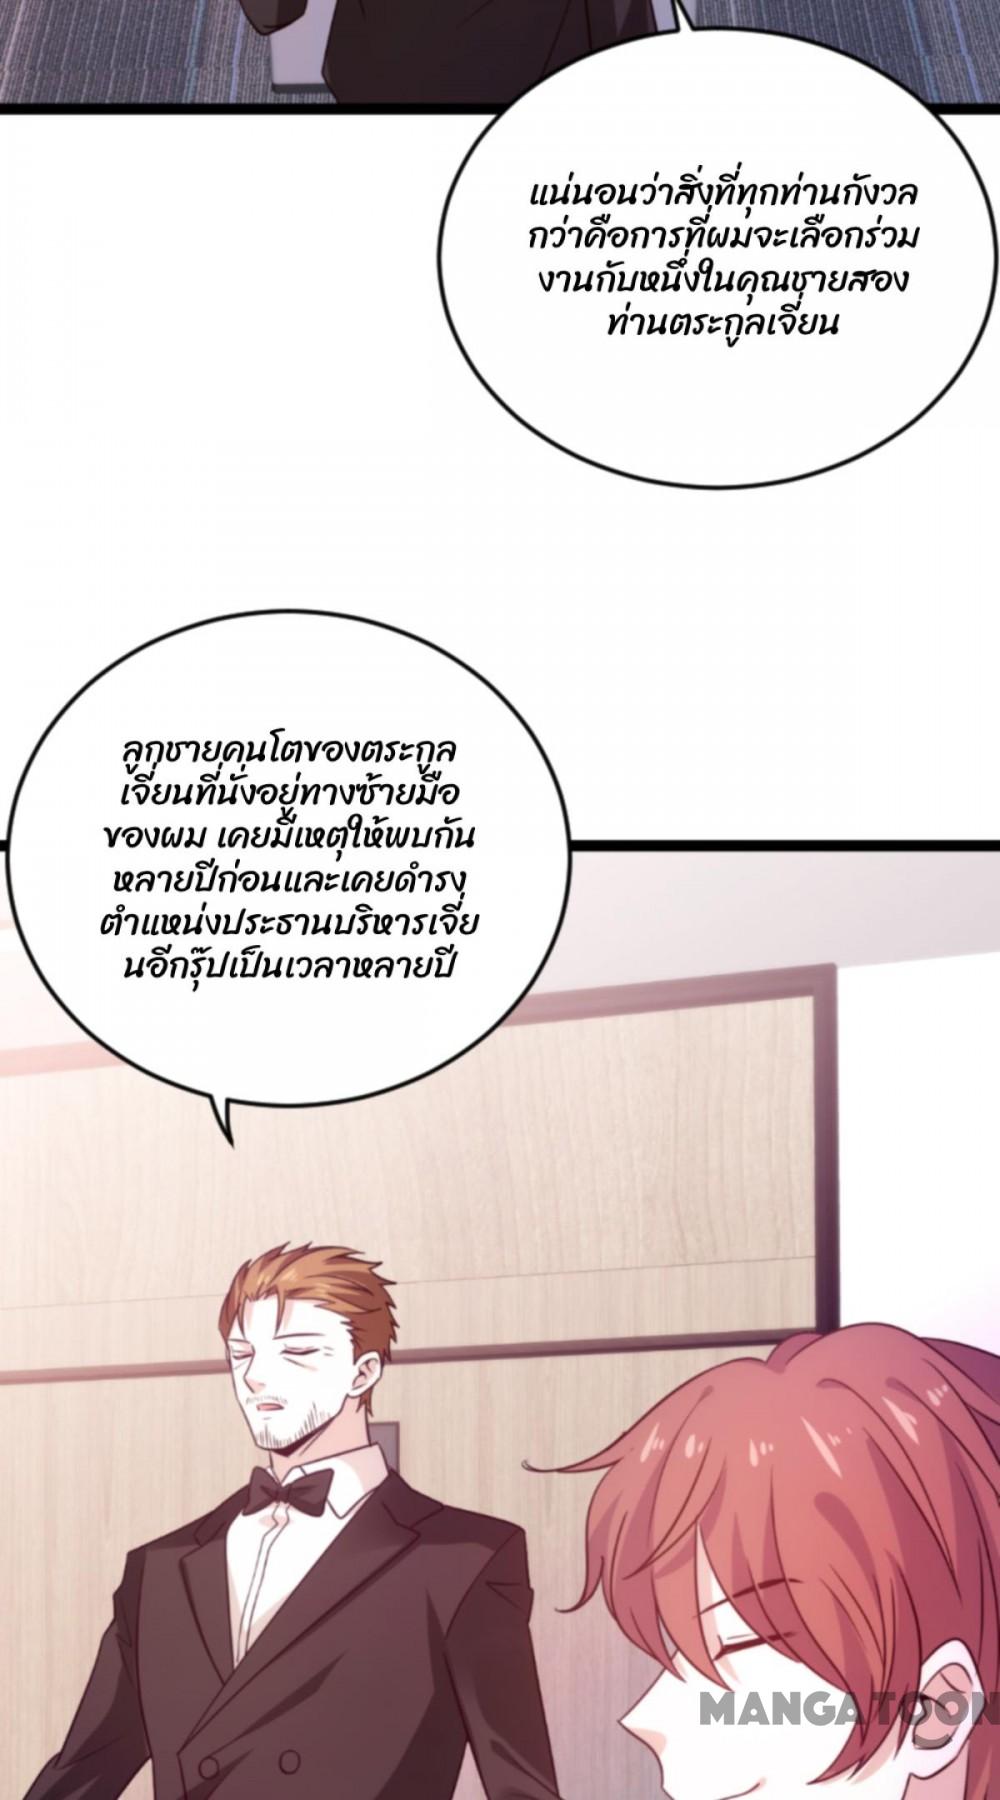 แน่นอนว่าสิ่งที่ทุกท่านกังวล
กว่าคือการที่ผมจะเลือกร่วม
งานกับหนึ่งในคุณชายสอง
ท่านตระกูลเจี่ยน
ลูกชายคนโตของตระกูล
เจี่ยนที่นั่งอยู่ทางซ้ายมือ
ของผม เคยมีเหตุให้พบกัน
หลายปีก่อนและเคยดำรง
ตำแหน่งประธานบริหารเจี่ย
นอีกรุ๊ปเป็นเวลาหลายปี
MANGATOON